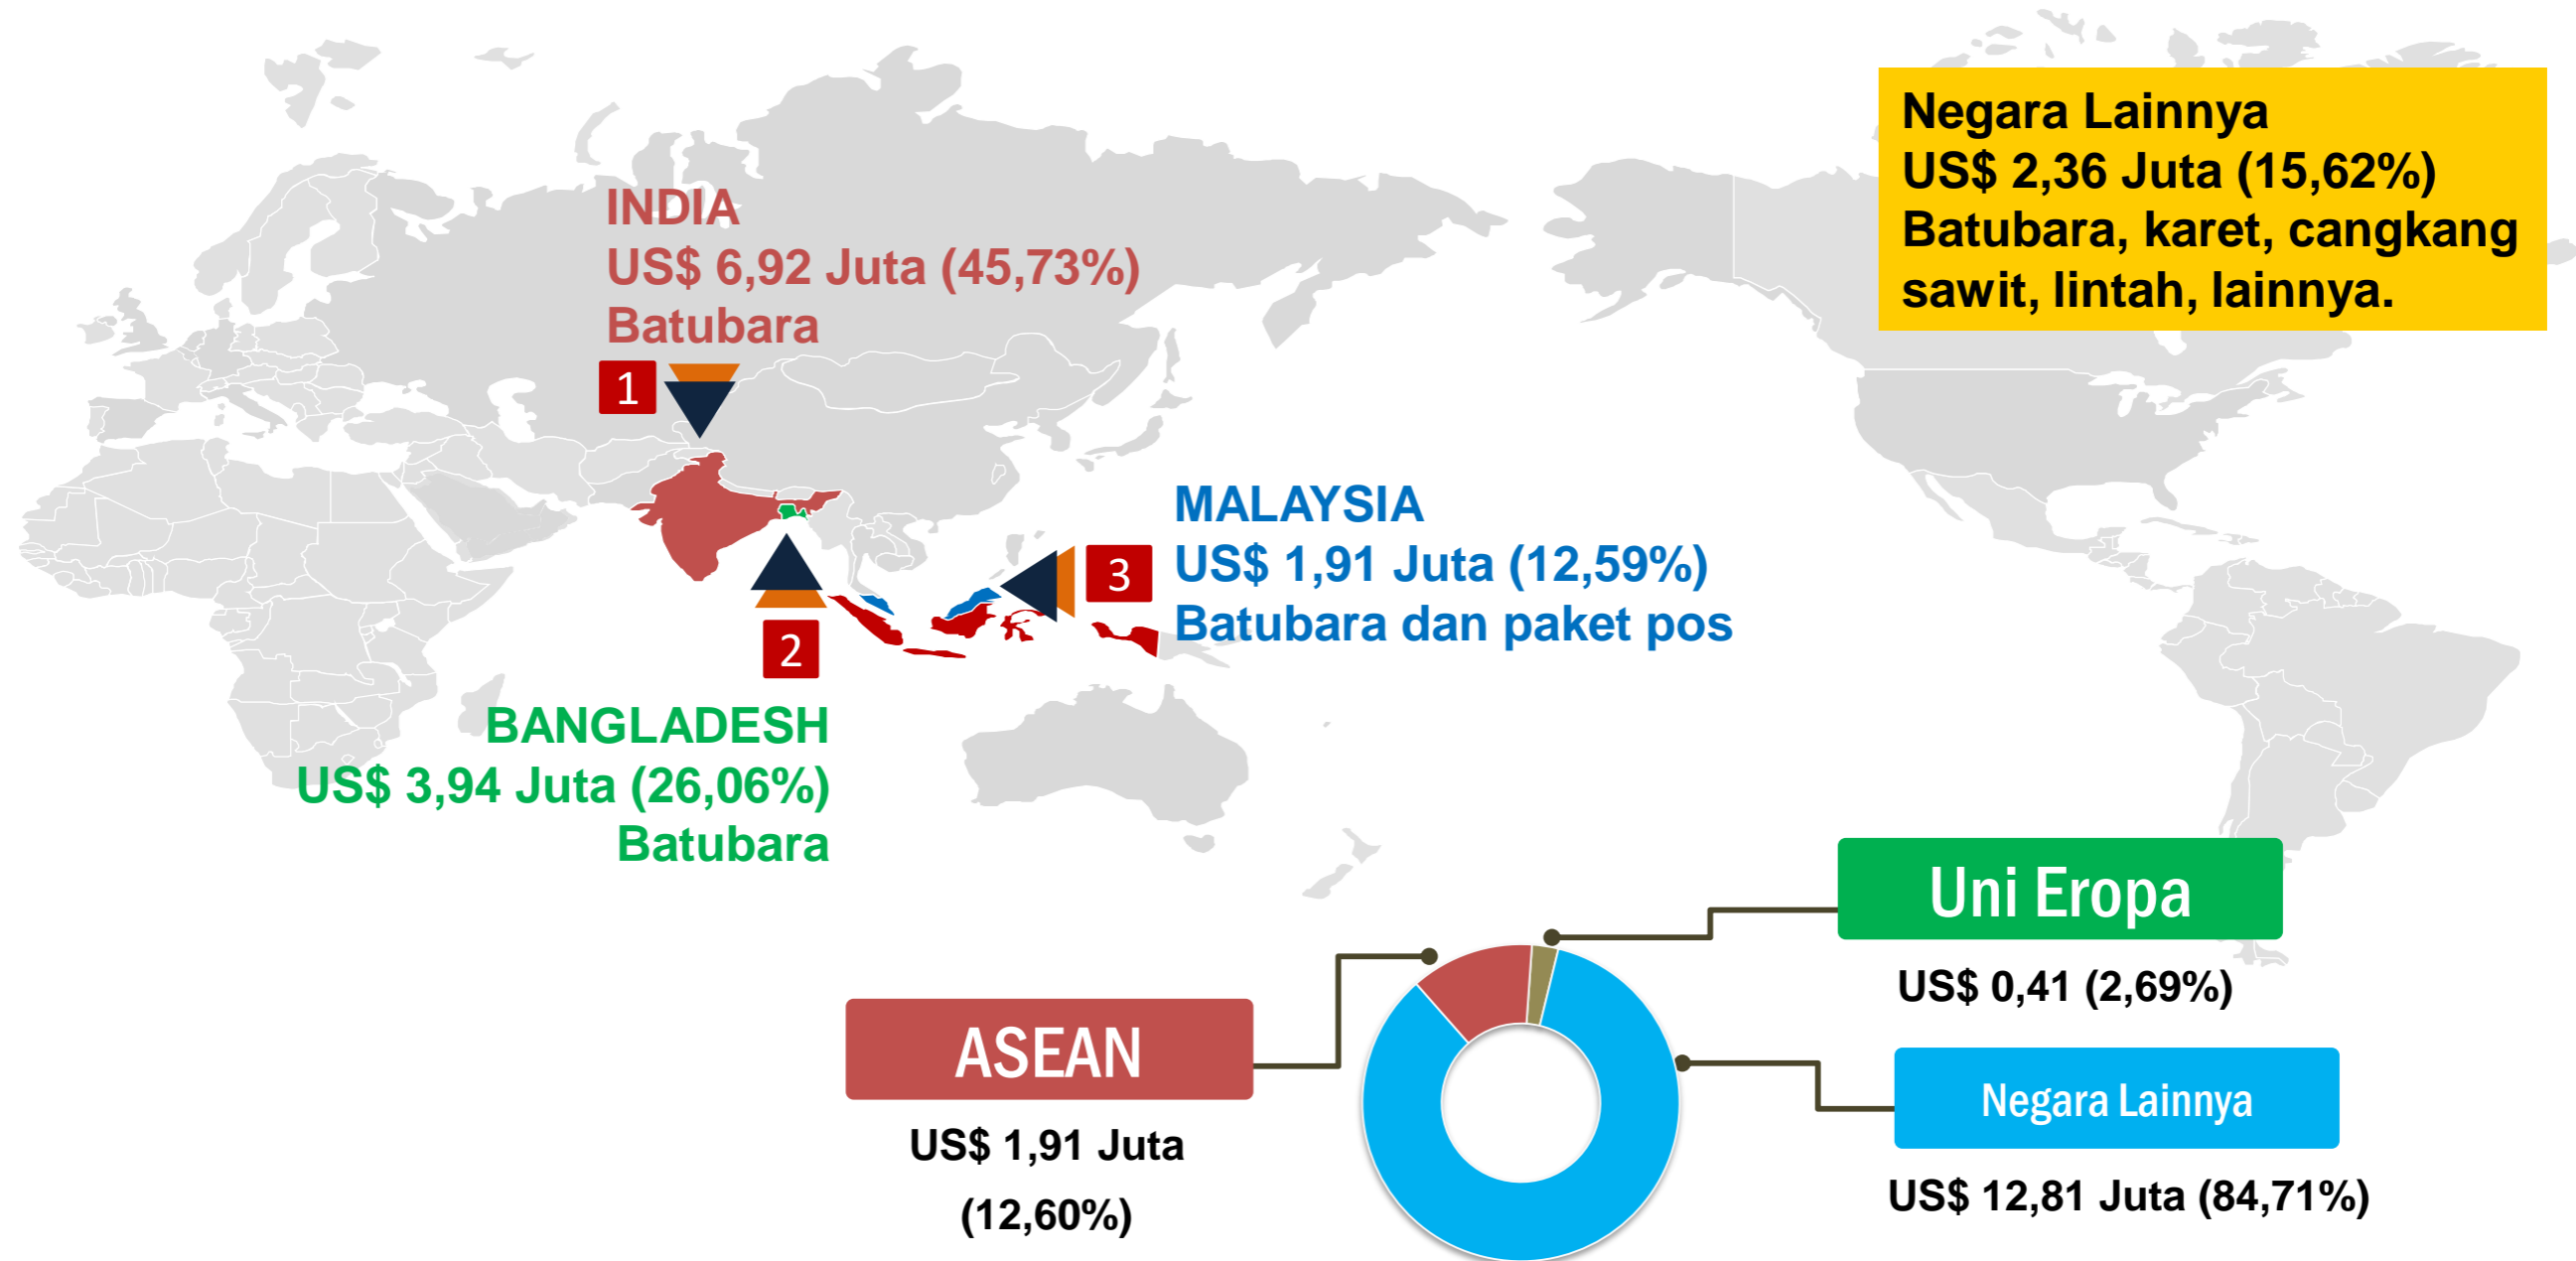 Negara Lainnya
US$ 2,36 Juta (15,62%)
Batubara, karet, cangkang
sawit, lintah, lainnya.
INDIA
US$ 6,92 Juta (45,73%)
Batubara
1
MALAYSIA
US$ 1,91 Juta (12,59%)
Batubara dan paket pos
3
2
BANGLADESH
US$ 3,94 Juta (26,06%)
Batubara
Uni Eropa
US$ 0,41 (2,69%)
ASEAN
US$ 1,91 Juta
(12,60%)
Negara Lainnya
US$ 12,81 Juta (84,71%)